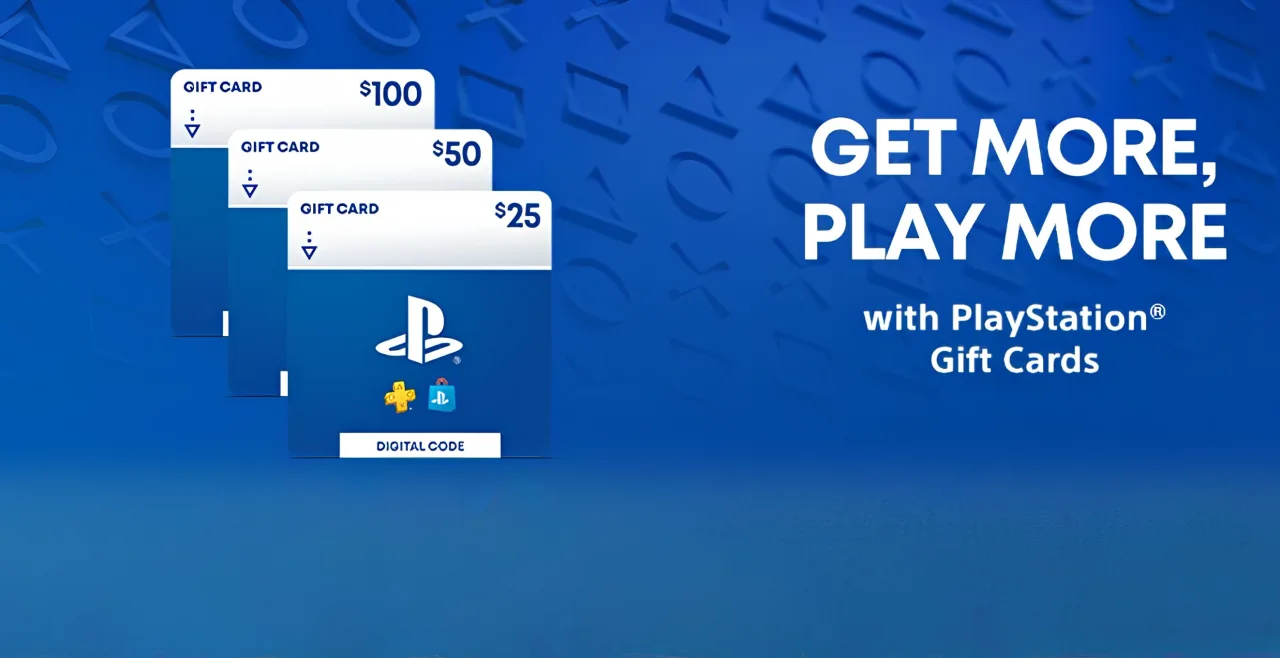 GIFT CARD $100
GIFT CARD $50
GIFT CARD $25
DIGITAL CODE
GET MORE,
PLAY MORE
with PlayStation®
Gift Cards